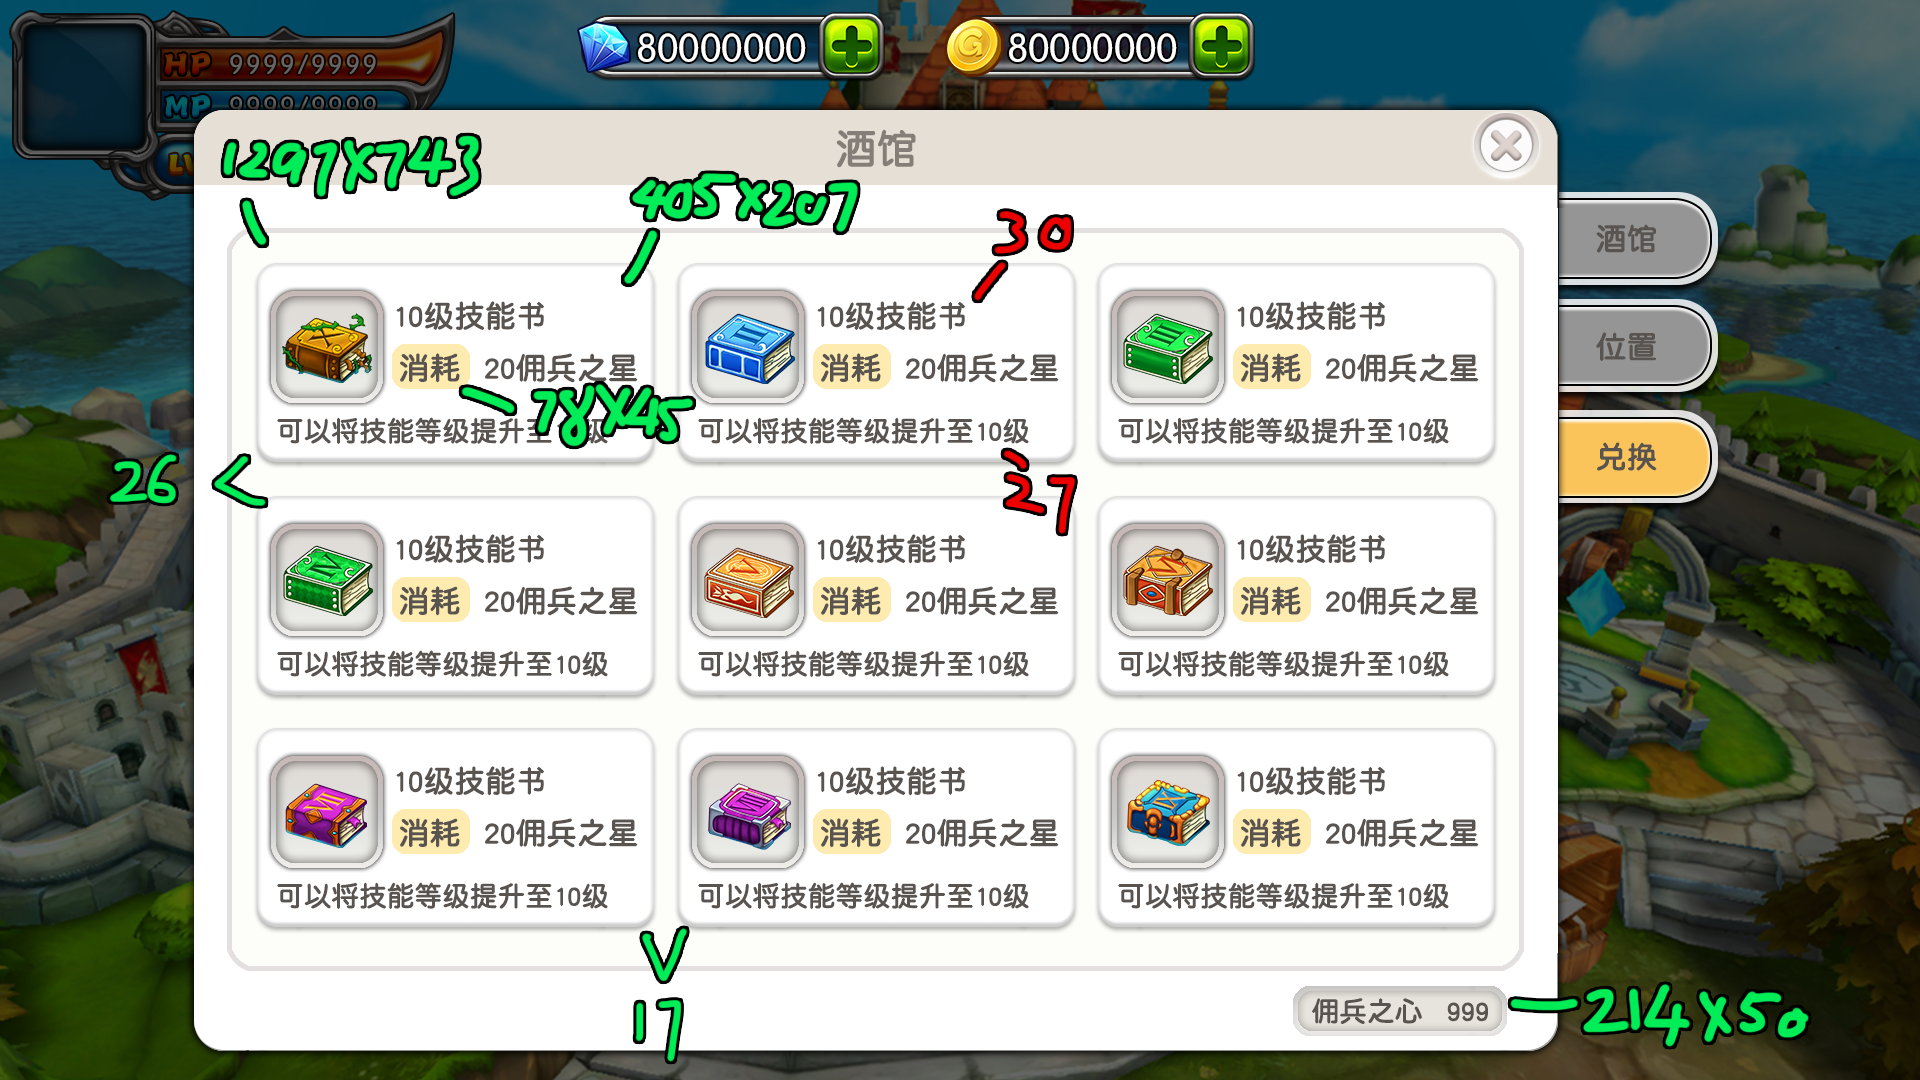 HP 9999/9999
80000000
80000000
MP 9999/9999
LV
酒馆
1297X743
405X207
30
酒馆
位置
兑换
10级技能书
消耗 20佣兵之星
可以将技能等级提升至10级
78X45
10级技能书
消耗 20佣兵之星
可以将技能等级提升至10级
27
10级技能书
消耗 20佣兵之星
可以将技能等级提升至10级
26
10级技能书
消耗 20佣兵之星
可以将技能等级提升至10级
10级技能书
消耗 20佣兵之星
可以将技能等级提升至10级
10级技能书
消耗 20佣兵之星
可以将技能等级提升至10级
10级技能书
消耗 20佣兵之星
可以将技能等级提升至10级
10级技能书
消耗 20佣兵之星
可以将技能等级提升至10级
10级技能书
消耗 20佣兵之星
可以将技能等级提升至10级
17
佣兵之心 999
214X50